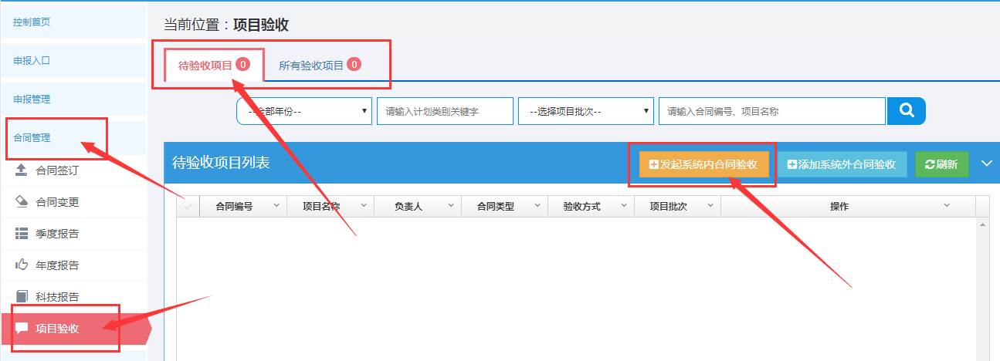 控制首页
申报入口
申报管理
合同管理
合同签订
合同变更
季度报告
年度报告
科技报告
项目验收
当前位置：项目验收
待验收项目 0 所有验收项目 0
--全部年份-- 请输入计划类别关键字 --选择项目批次-- 请输入合同编号、项目名称
待验收项目列表 发起系统内合同验收 添加系统外合同验收 刷新
合同编号 项目名称 负责人 合同类型 验收方式 项目批次 操作